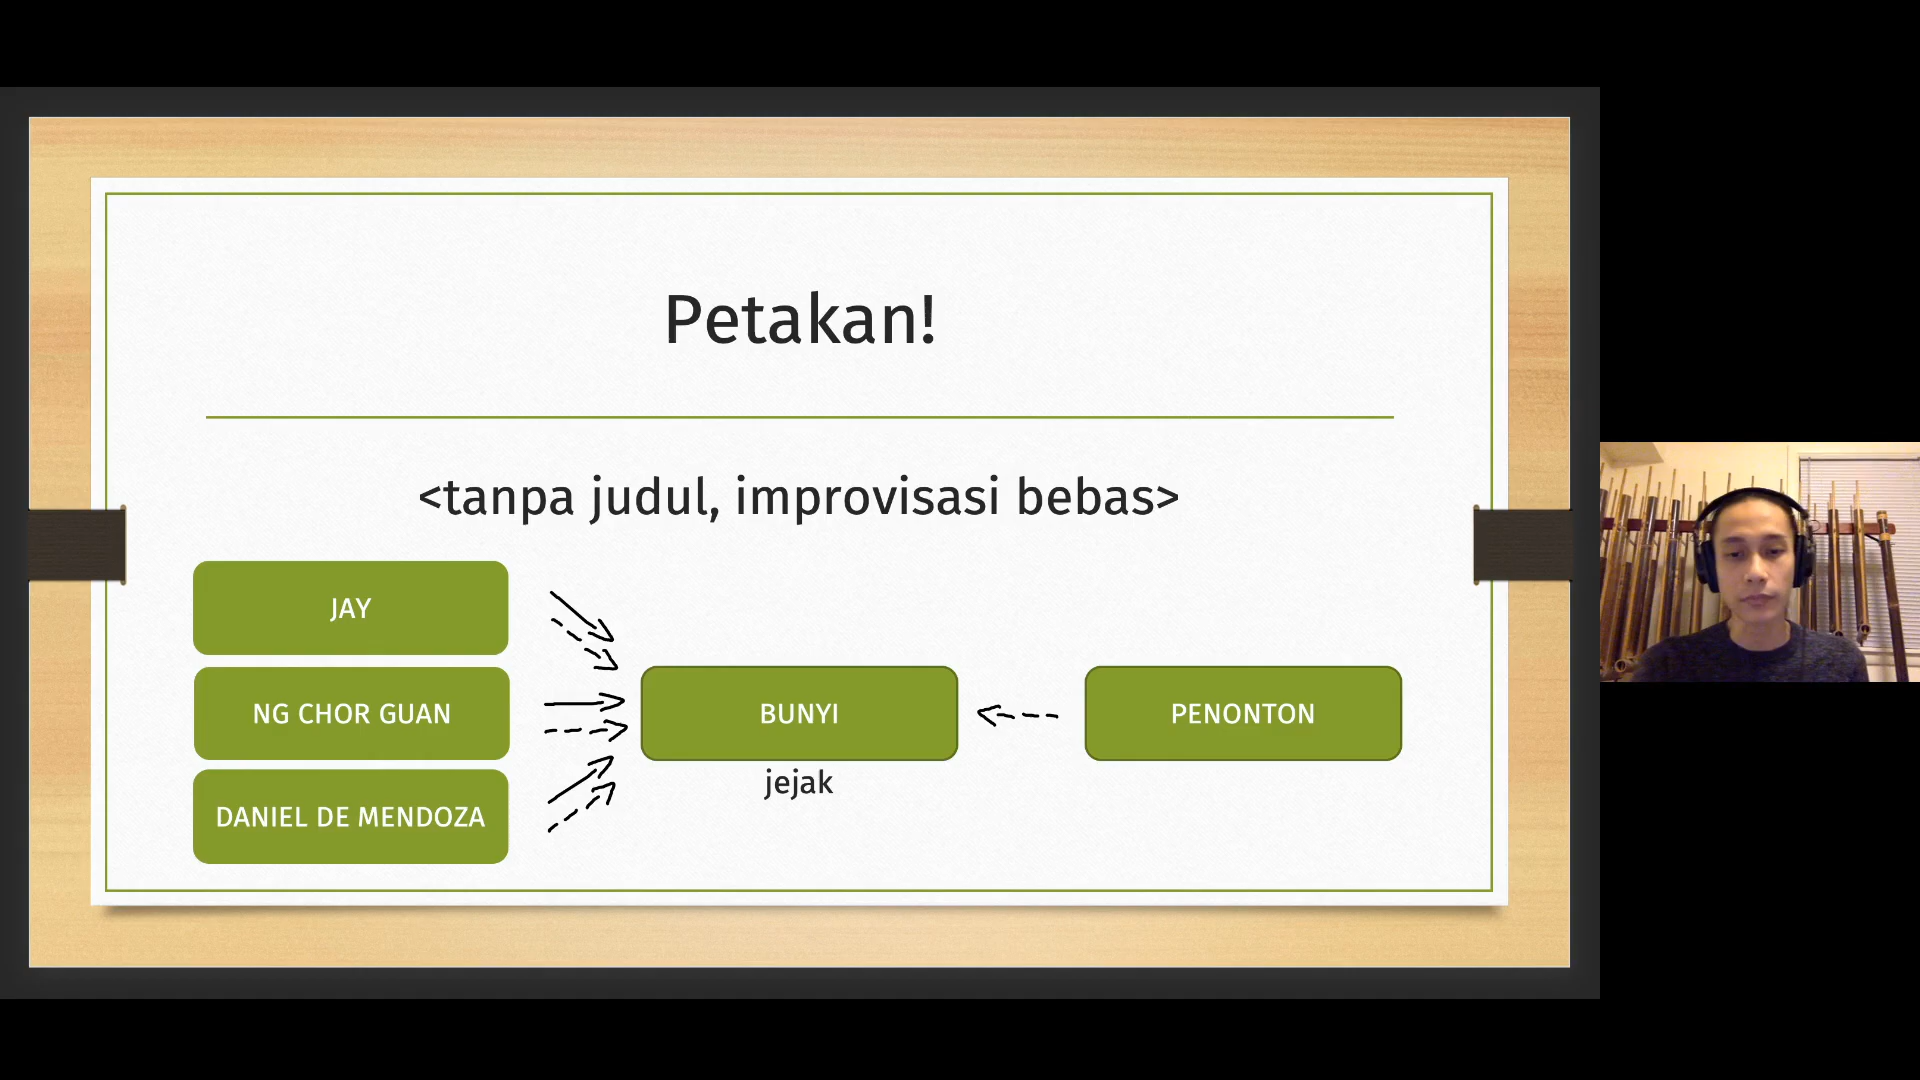 Petakan!
<tanpa judul, improvisasi bebas>
JAY
NG CHOR GUAN
DANIEL DE MENDOZA
BUNYI
jejak
PENONTON